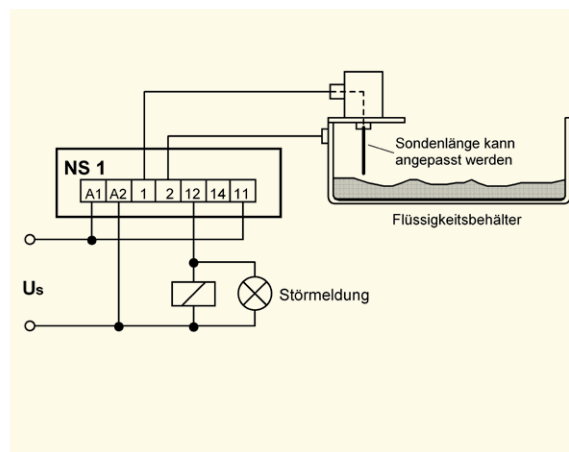 NS 1
A1 A2 1 2 12 14 11
Sondenlänge kann
angepasst werden
Flüssigkeitsbehälter
Us
Störmeldung